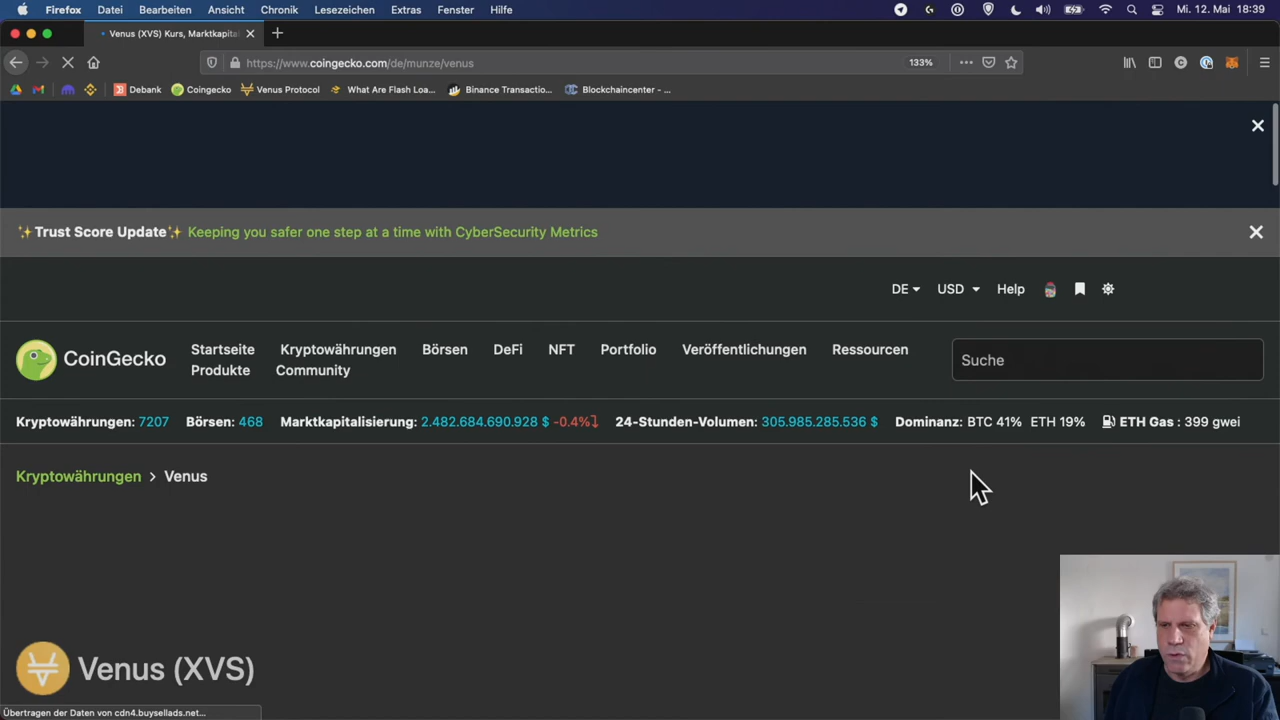 Firefox Datei Bearbeiten Ansicht Chronik Lesezeichen Extras Fenster Hilfe Mi. 12. Mai 18:39
Venus (XVS) Kurs, Marktkapital
https://www.coingecko.com/de/munze/venus 133%
Debank Coingecko Venus Protocol What Are Flash Loa... Binance Transactio... Blockchaincenter - ...
✨Trust Score Update✨ Keeping you safer one step at a time with CyberSecurity Metrics
DE USD Help
CoinGecko Startseite Kryptowährungen Börsen DeFi NFT Portfolio Veröffentlichungen Ressourcen Suche
Produkte Community
Kryptowährungen: 7207 Börsen: 468 Marktkapitalisierung: 2.482.684.690.928 $ -0.4% 24-Stunden-Volumen: 305.985.285.536 $ Dominanz: BTC 41% ETH 19% ETH Gas : 399 gwei
Kryptowährungen > Venus
Venus (XVS)
Übertragen der Daten von cdn4.buysellads.net...